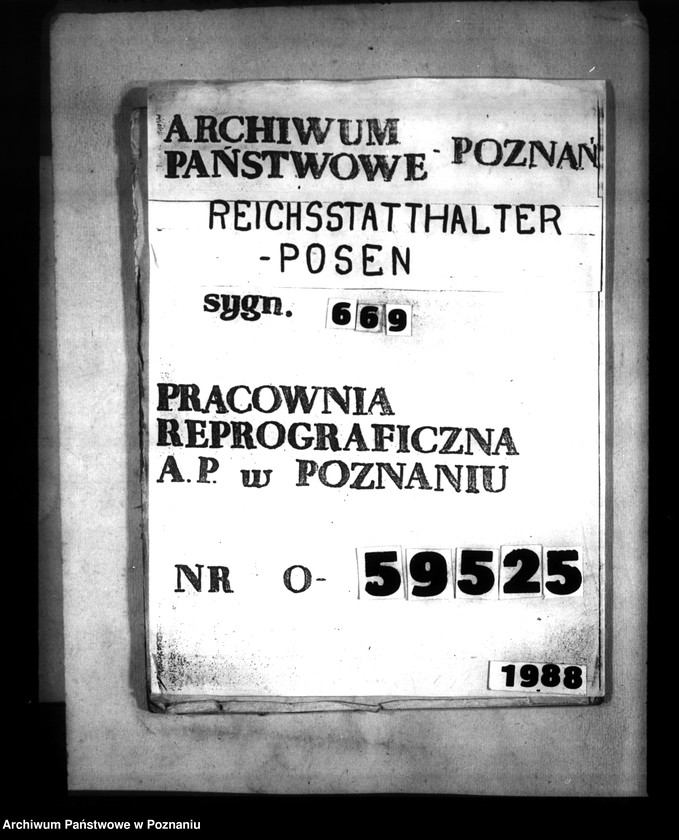 ARCHIWUM
PAŃSTWOWE - POZNAŃ
REICHSSTATTHALTER
-POSEN
sygn. 669
PRACOWNIA
REPROGRAFICZNA
A.P. w POZNANIU
NR O- 59525
1988
Archiwum Państwowe w Poznaniu